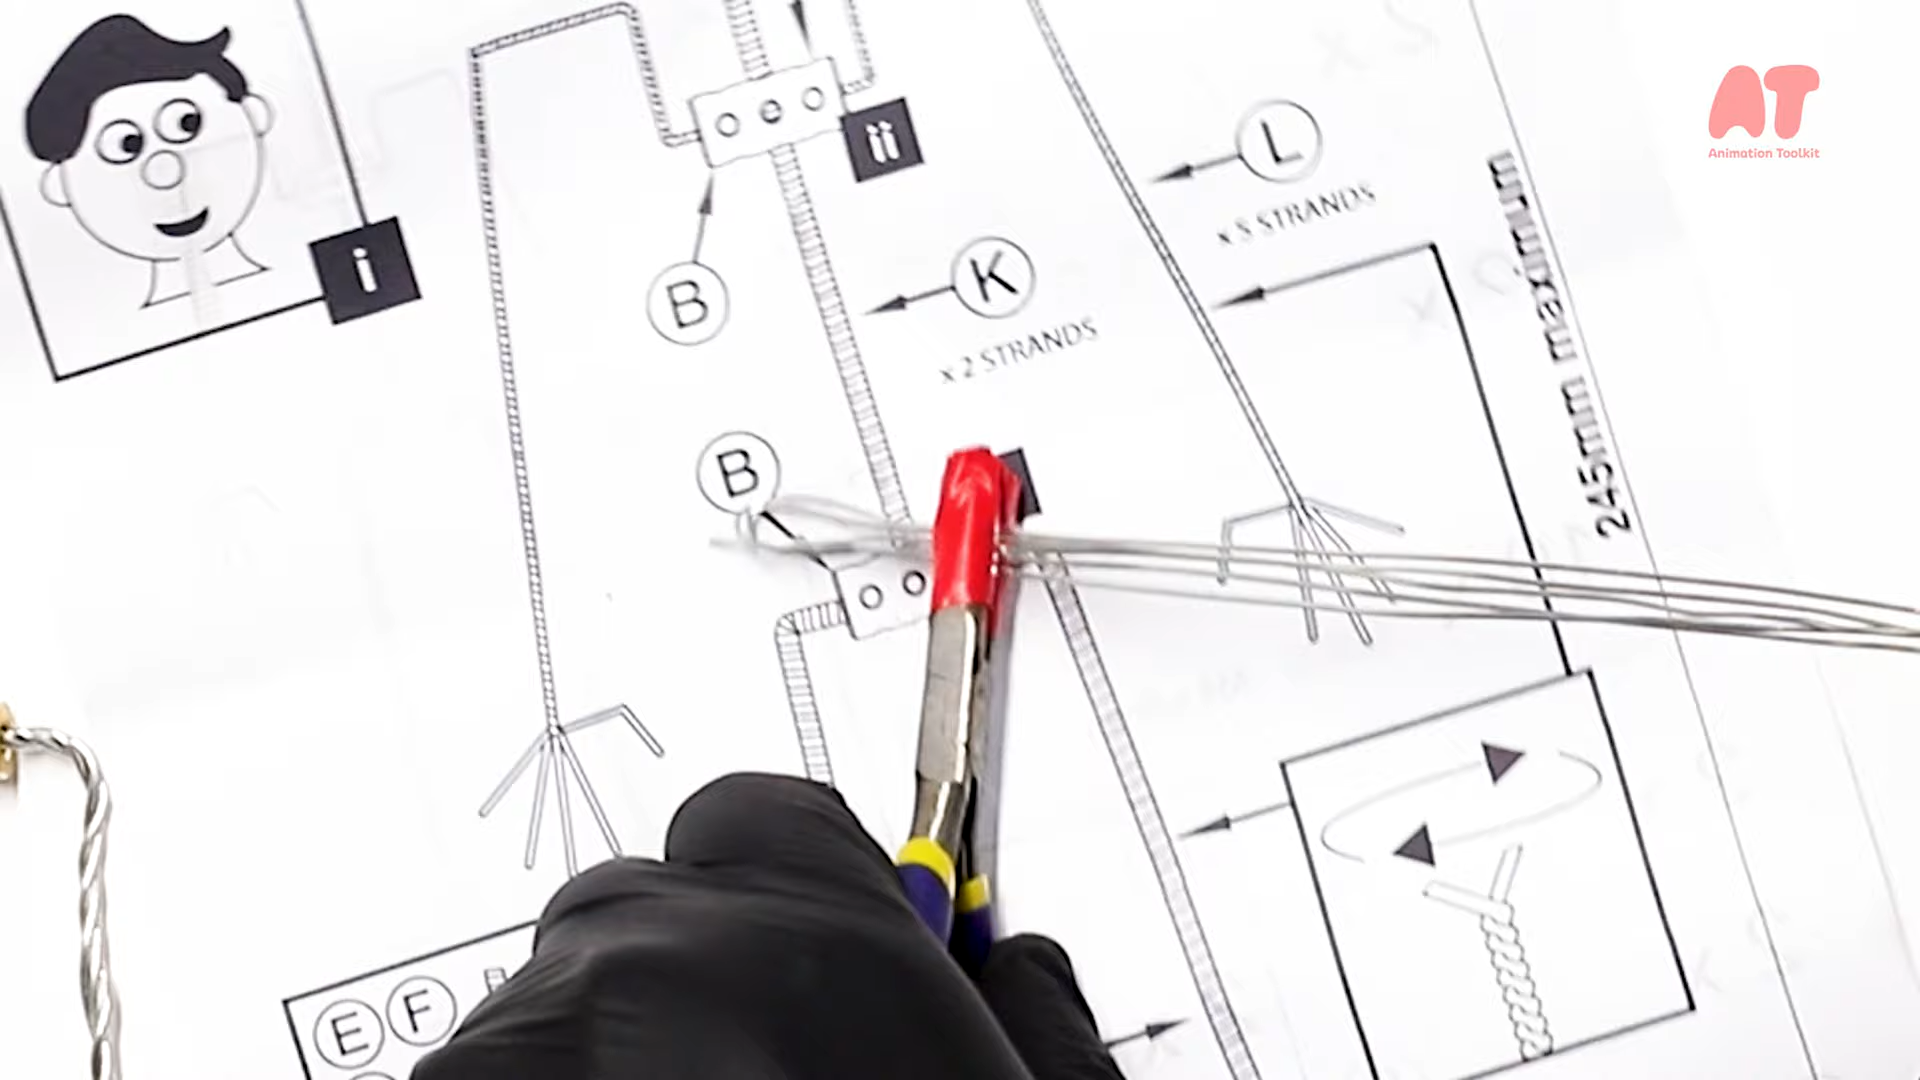 AT
Animation Toolkit
ii
L
x 5 STRANDS
i
B
K
x 2 STRANDS
245mm maximum
B
E F